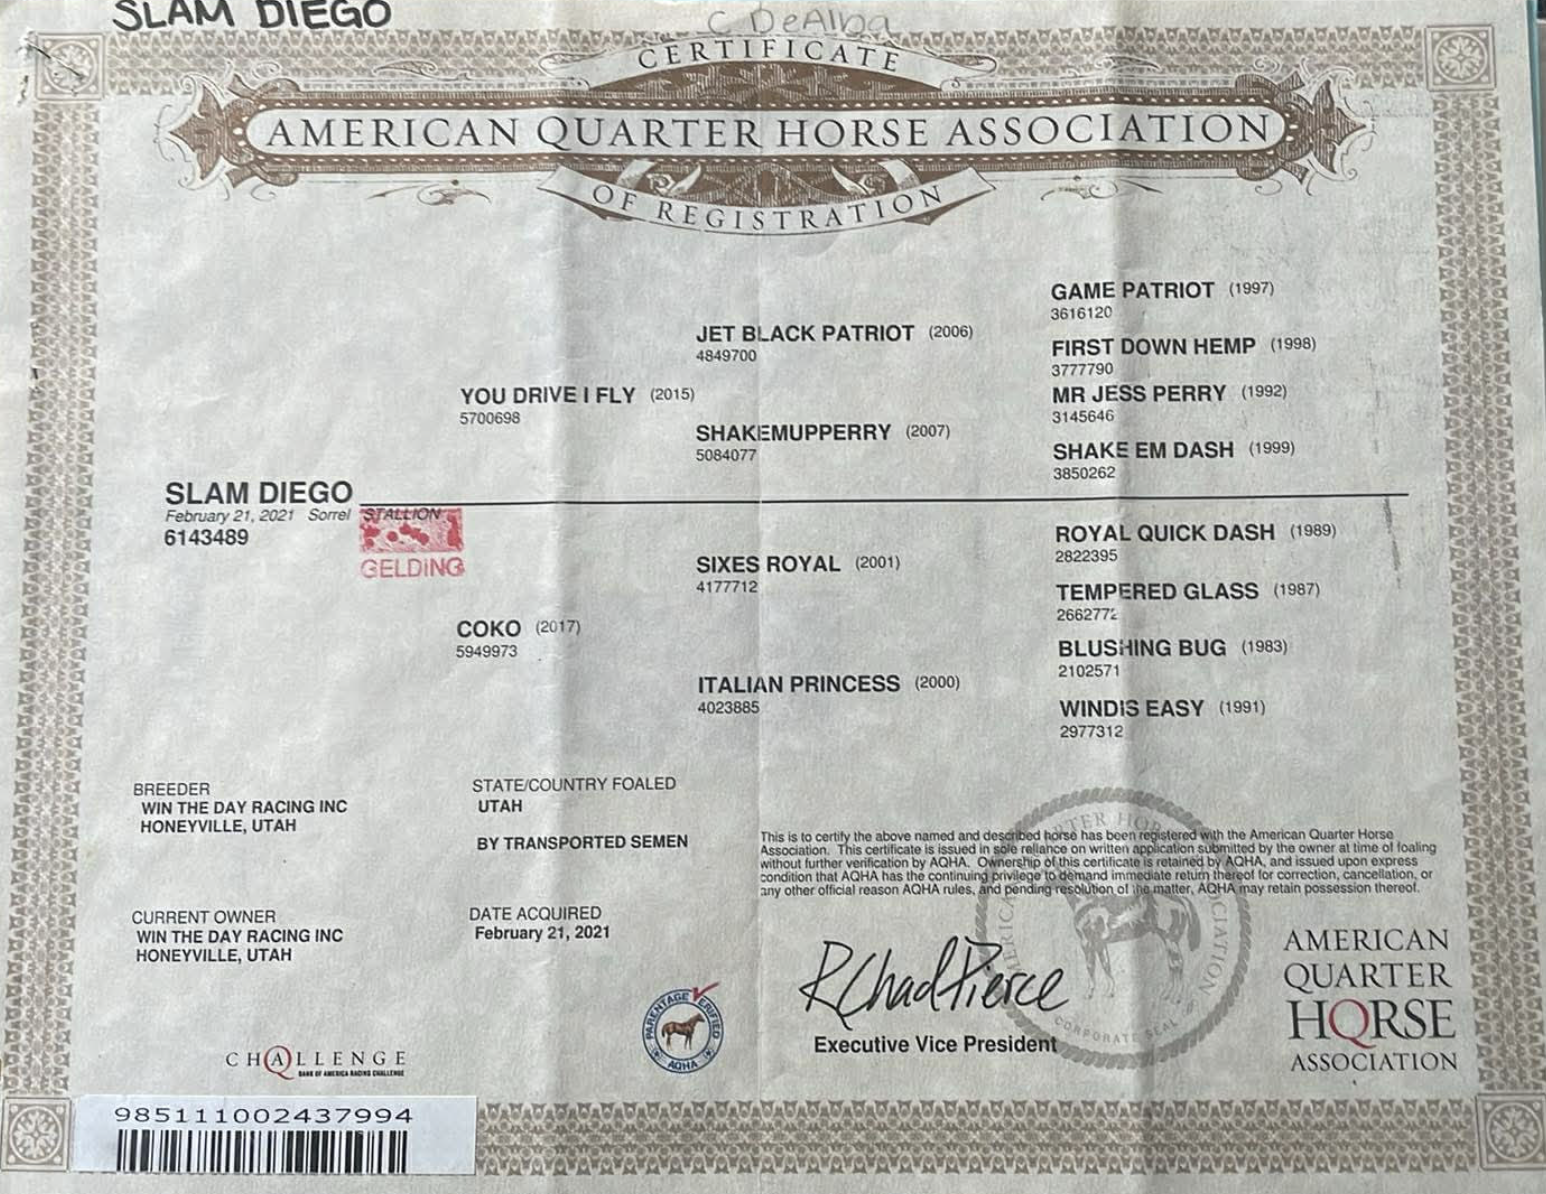 SLAM DIEGO
C DeAlba
CERTIFICATE
AMERICAN QUARTER HORSE ASSOCIATION
OF REGISTRATION
GAME PATRIOT (1997)
3616120
JET BLACK PATRIOT (2006)
4849700
FIRST DOWN HEMP (1998)
3777790
YOU DRIVE I FLY (2015)
5700698
MR JESS PERRY (1992)
3145646
SHAKEMUPPERRY (2007)
5084077
SHAKE EM DASH (1999)
3850262
SLAM DIEGO
February 21, 2021 Sorrel STALLION
6143489
GELDING
ROYAL QUICK DASH (1989)
2822395
SIXES ROYAL (2001)
4177712
TEMPERED GLASS (1987)
2662772
COKO (2017)
5949973
BLUSHING BUG (1983)
2102571
ITALIAN PRINCESS (2000)
4023885
WINDIS EASY (1991)
2977312
BREEDER
WIN THE DAY RACING INC
HONEYVILLE, UTAH
STATE/COUNTRY FOALED
UTAH
BY TRANSPORTED SEMEN
This is to certify the above named and described horse has been registered with the American Quarter Horse
Association. This certificate is issued in sole reliance on written application submitted by the owner at time of foaling
without further verification by AQHA. Ownership of this certificate is retained by AQHA, and issued upon express
condition that AQHA has the continuing privilege to demand immediate return thereof for correction, cancellation, or
any other official reason AQHA rules, and pending resolution of the matter, AQHA may retain possession thereof.
CURRENT OWNER
WIN THE DAY RACING INC
HONEYVILLE, UTAH
DATE ACQUIRED
February 21, 2021
R Chad Pierce
Executive Vice President
CORPORATE SEAL
PARENTAGE VERIFIED
AQHA
AMERICAN
QUARTER
HORSE
ASSOCIATION
CHALLENGE
BANK OF AMERICA RACING CHALLENGE
985111002437994